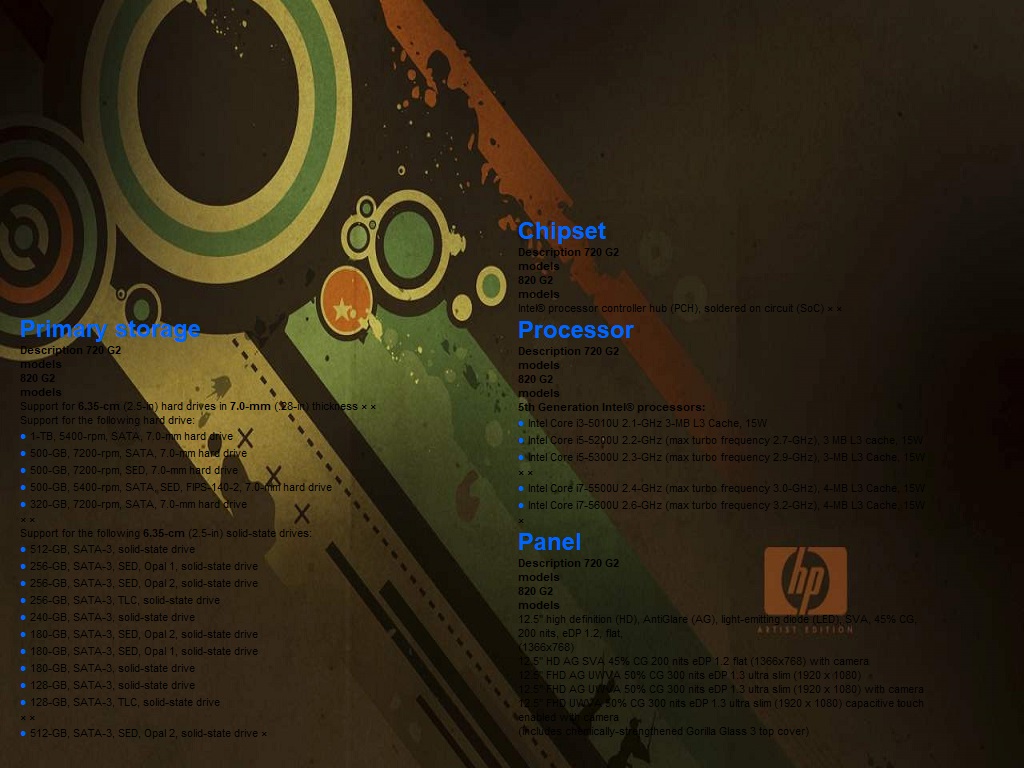 Primary storage
Description 720 G2
models
820 G2
models
Support for 6.35-cm (2.5-in) hard drives in 7.0-mm (.28-in) thickness × ×
Support for the following hard drive:
● 1-TB, 5400-rpm, SATA, 7.0-mm hard drive
● 500-GB, 7200-rpm, SATA, 7.0-mm hard drive
● 500-GB, 7200-rpm, SED, 7.0-mm hard drive
● 500-GB, 5400-rpm, SATA, SED, FIPS-140-2, 7.0-mm hard drive
● 320-GB, 7200-rpm, SATA, 7.0-mm hard drive
× ×
Support for the following 6.35-cm (2.5-in) solid-state drives:
● 512-GB, SATA-3, solid-state drive
● 256-GB, SATA-3, SED, Opal 1, solid-state drive
● 256-GB, SATA-3, SED, Opal 2, solid-state drive
● 256-GB, SATA-3, TLC, solid-state drive
● 240-GB, SATA-3, solid-state drive
● 180-GB, SATA-3, SED, Opal 2, solid-state drive
● 180-GB, SATA-3, SED, Opal 1, solid-state drive
● 180-GB, SATA-3, solid-state drive
● 128-GB, SATA-3, solid-state drive
● 128-GB, SATA-3, TLC, solid-state drive
× ×
● 512-GB, SATA-3, SED, Opal 2, solid-state drive ×
Chipset
Description 720 G2
models
820 G2
models
Intel® processor controller hub (PCH), soldered on circuit (SoC) × ×
Processor
Description 720 G2
models
820 G2
models
5th Generation Intel® processors:
● Intel Core i3-5010U 2.1-GHz 3-MB L3 Cache, 15W
● Intel Core i5-5200U 2.2-GHz (max turbo frequency 2.7-GHz), 3 MB L3 cache, 15W
● Intel Core i5-5300U 2.3-GHz (max turbo frequency 2.9-GHz), 3-MB L3 Cache, 15W
× ×
● Intel Core i7-5500U 2.4-GHz (max turbo frequency 3.0-GHz), 4-MB L3 Cache, 15W
● Intel Core i7-5600U 2.6-GHz (max turbo frequency 3.2-GHz), 4-MB L3 Cache, 15W
×
Panel
Description 720 G2
models
820 G2
models
12.5" high definition (HD), AntiGlare (AG), light-emitting diode (LED), SVA, 45% CG,
200 nits, eDP 1.2, flat,
(1366x768)
12.5" HD AG SVA 45% CG 200 nits eDP 1.2 flat (1366x768) with camera
12.5" FHD AG UWVA 50% CG 300 nits eDP 1.3 ultra slim (1920 x 1080) ×
12.5" FHD AG UWVA 50% CG 300 nits eDP 1.3 ultra slim (1920 x 1080) with camera
12.5" FHD UWVA 50% CG 300 nits eDP 1.3 ultra slim (1920 x 1080) capacitive touch
enabled with camera
(Includes chemically-strengthened Gorilla Glass 3 top cover)
hp
ARTIST EDITION